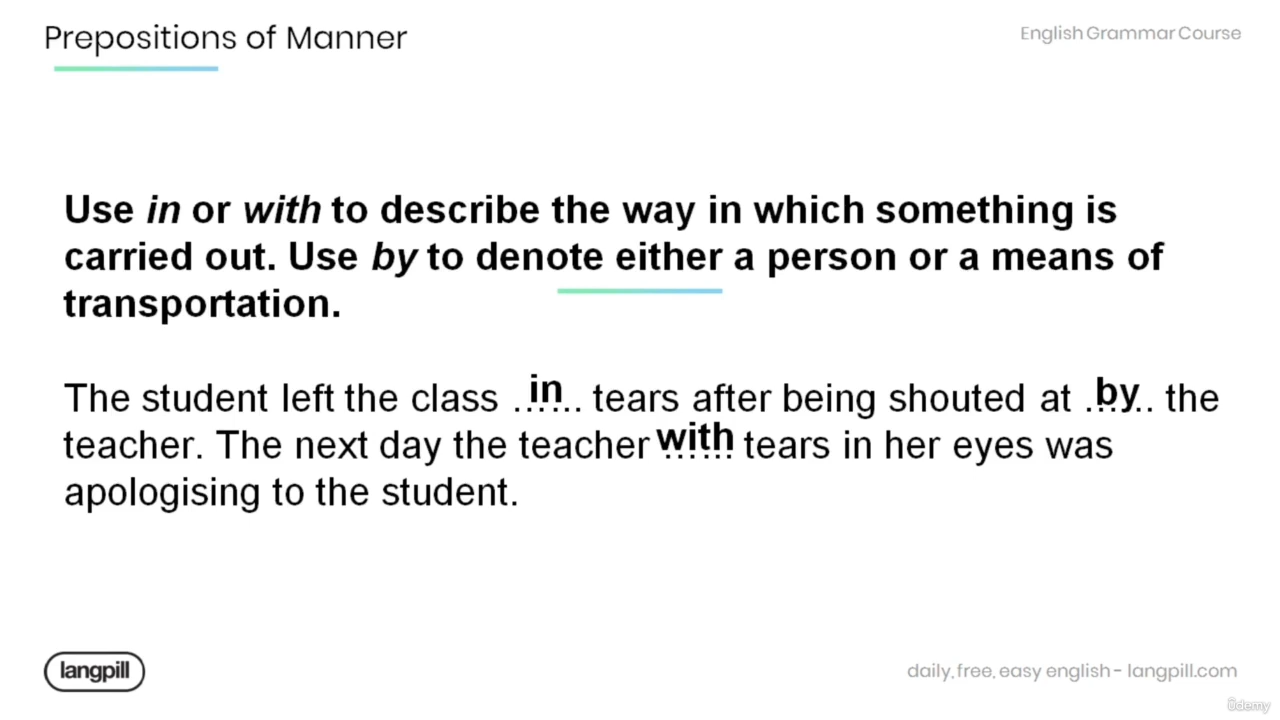 Prepositions of Manner
English Grammar Course
Use in or with to describe the way in which something is
carried out. Use by to denote either a person or a means of
transportation.
The student left the class ..in.. tears after being shouted at ..by.. the
teacher. The next day the teacher with tears in her eyes was
apologising to the student.
langpill
daily, free, easy english - langpill.com
ûdemy